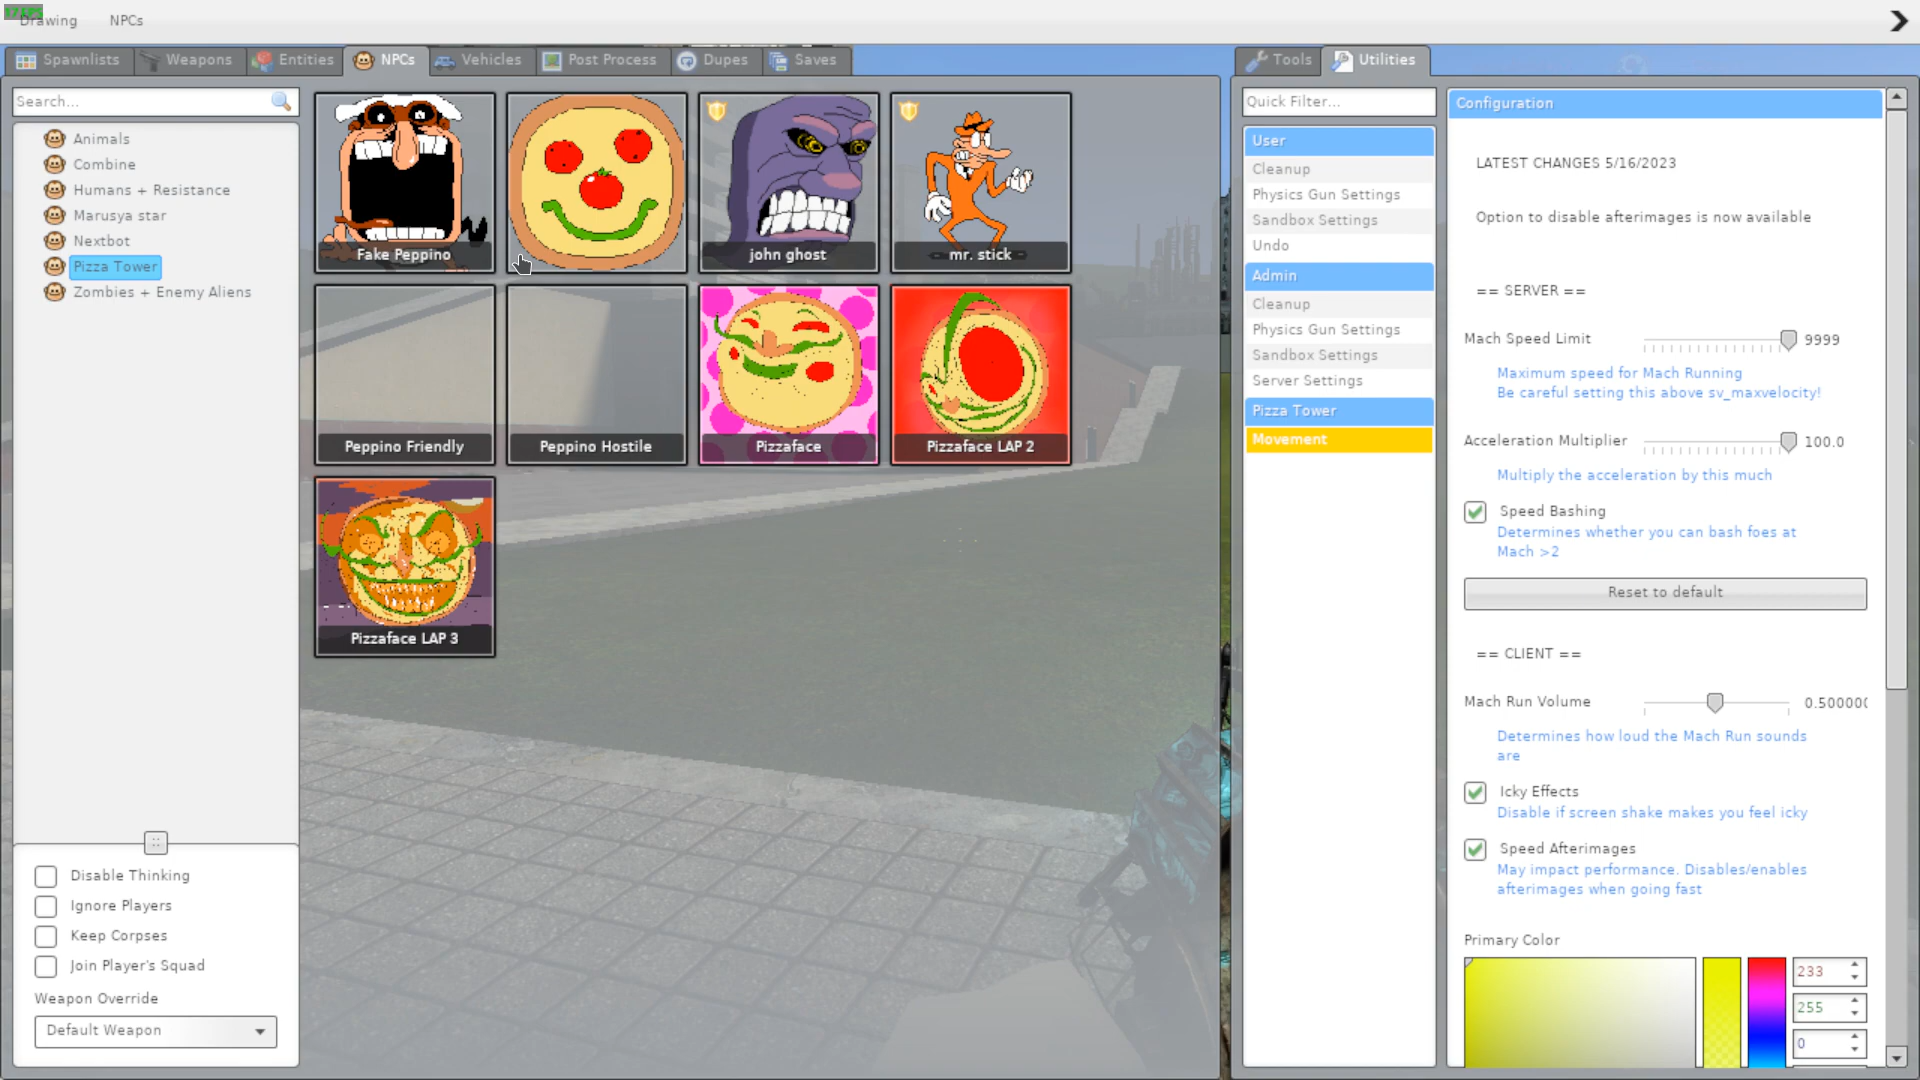 Drawing
NPCs
Spawnlists
Weapons
Entities
NPCs
Vehicles
Post Process
Dupes
Saves
Tools
Utilities
Search...
Animals
Combine
Humans + Resistance
Marusya star
Nextbot
Pizza Tower
Zombies + Enemy Aliens
Disable Thinking
Ignore Players
Keep Corpses
Join Player's Squad
Weapon Override
Default Weapon
Fake Peppino
john ghost
mr. stick
Peppino Friendly
Peppino Hostile
Pizzaface
Pizzaface LAP 2
Pizzaface LAP 3
Quick Filter...
User
Cleanup
Physics Gun Settings
Sandbox Settings
Undo
Admin
Cleanup
Physics Gun Settings
Sandbox Settings
Server Settings
Pizza Tower
Movement
Configuration
LATEST CHANGES 5/16/2023
Option to disable afterimages is now available
== SERVER ==
Mach Speed Limit 9999
Maximum speed for Mach Running
Be careful setting this above sv_maxvelocity!
Acceleration Multiplier 100.0
Multiply the acceleration by this much
Speed Bashing
Determines whether you can bash foes at
Mach >2
Reset to default
== CLIENT ==
Mach Run Volume 0.50000
Determines how loud the Mach Run sounds
are
Icky Effects
Disable if screen shake makes you feel icky
Speed Afterimages
May impact performance. Disables/enables
afterimages when going fast
Primary Color
233
255
0